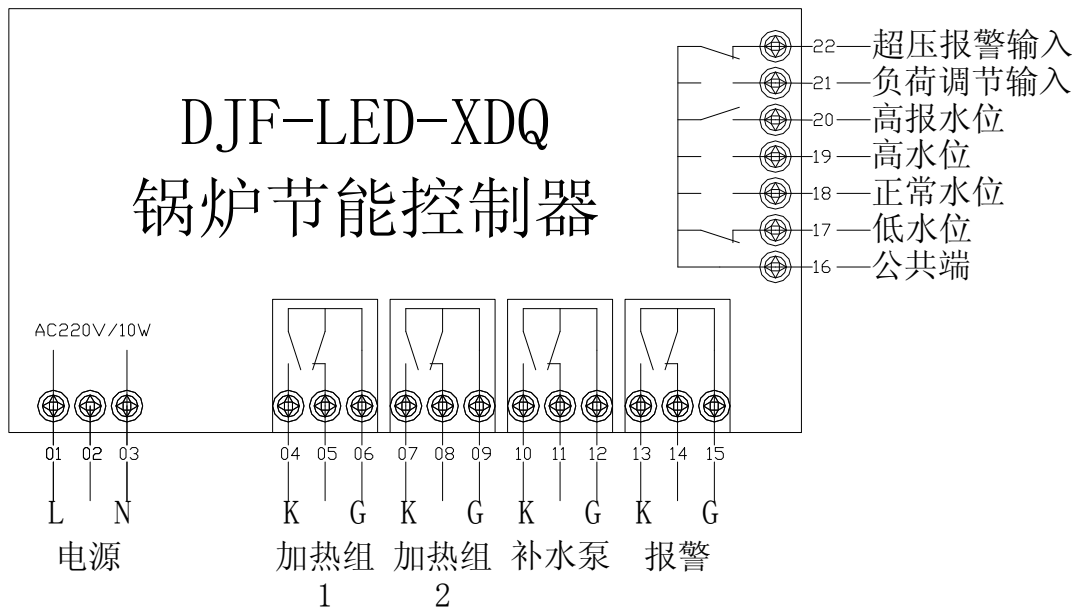 DJF-LED-XDQ
锅炉节能控制器
22 超压报警输入
21 负荷调节输入
20 高报水位
19 高水位
18 正常水位
17 低水位
16 公共端
AC220V/10W
01 02 03 04 05 06 07 08 09 10 11 12 13 14 15
L N K G K G K G K G
电源 加热组 加热组 补水泵 报警
1 2